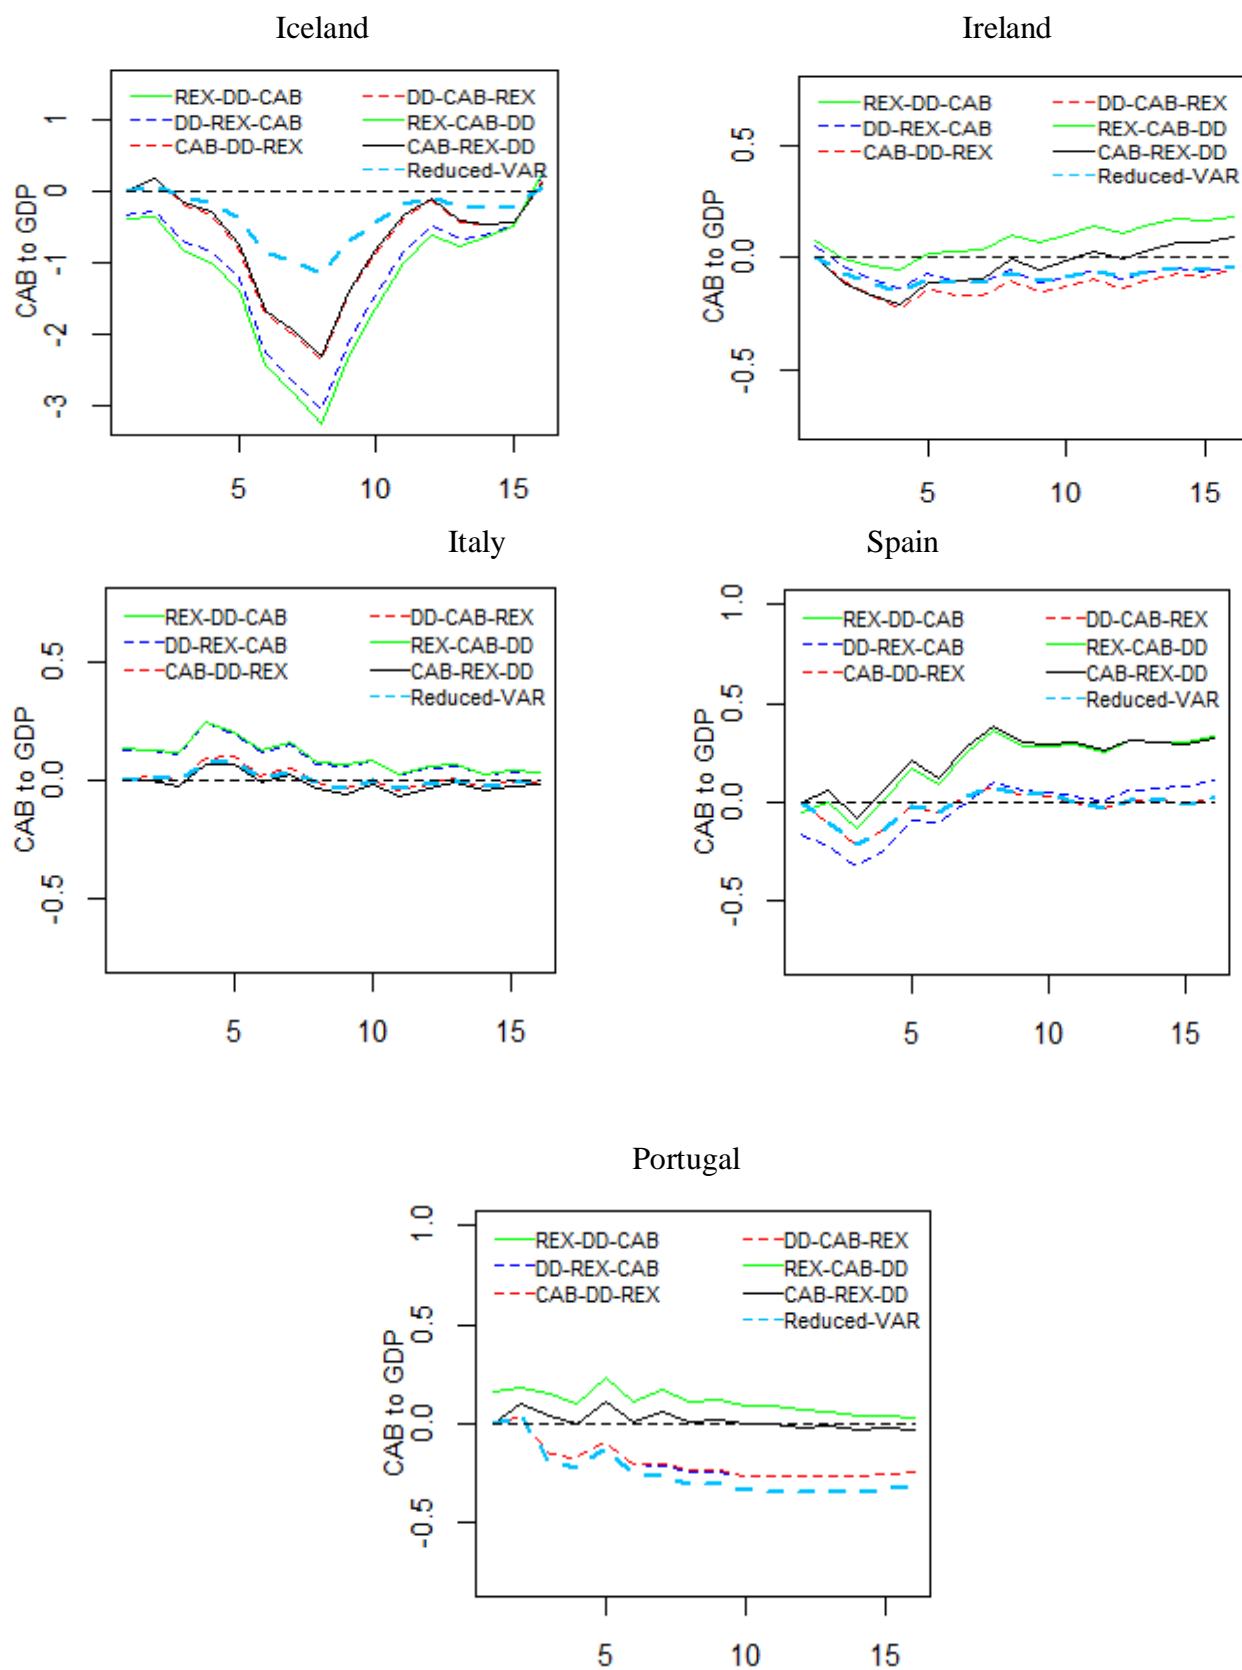 Iceland
Ireland
REX-DD-CAB DD-CAB-REX
DD-REX-CAB REX-CAB-DD
CAB-DD-REX CAB-REX-DD
Reduced-VAR
CAB to GDP
1
0
-1
-2
-3
5 10 15
REX-DD-CAB DD-CAB-REX
DD-REX-CAB REX-CAB-DD
CAB-DD-REX CAB-REX-DD
Reduced-VAR
CAB to GDP
0.5
0.0
-0.5
5 10 15
Italy
Spain
REX-DD-CAB DD-CAB-REX
DD-REX-CAB REX-CAB-DD
CAB-DD-REX CAB-REX-DD
Reduced-VAR
CAB to GDP
0.5
0.0
-0.5
5 10 15
REX-DD-CAB DD-CAB-REX
DD-REX-CAB REX-CAB-DD
CAB-DD-REX CAB-REX-DD
Reduced-VAR
CAB to GDP
1.0
0.5
0.0
-0.5
5 10 15
Portugal
REX-DD-CAB DD-CAB-REX
DD-REX-CAB REX-CAB-DD
CAB-DD-REX CAB-REX-DD
Reduced-VAR
CAB to GDP
1.0
0.5
0.0
-0.5
5 10 15